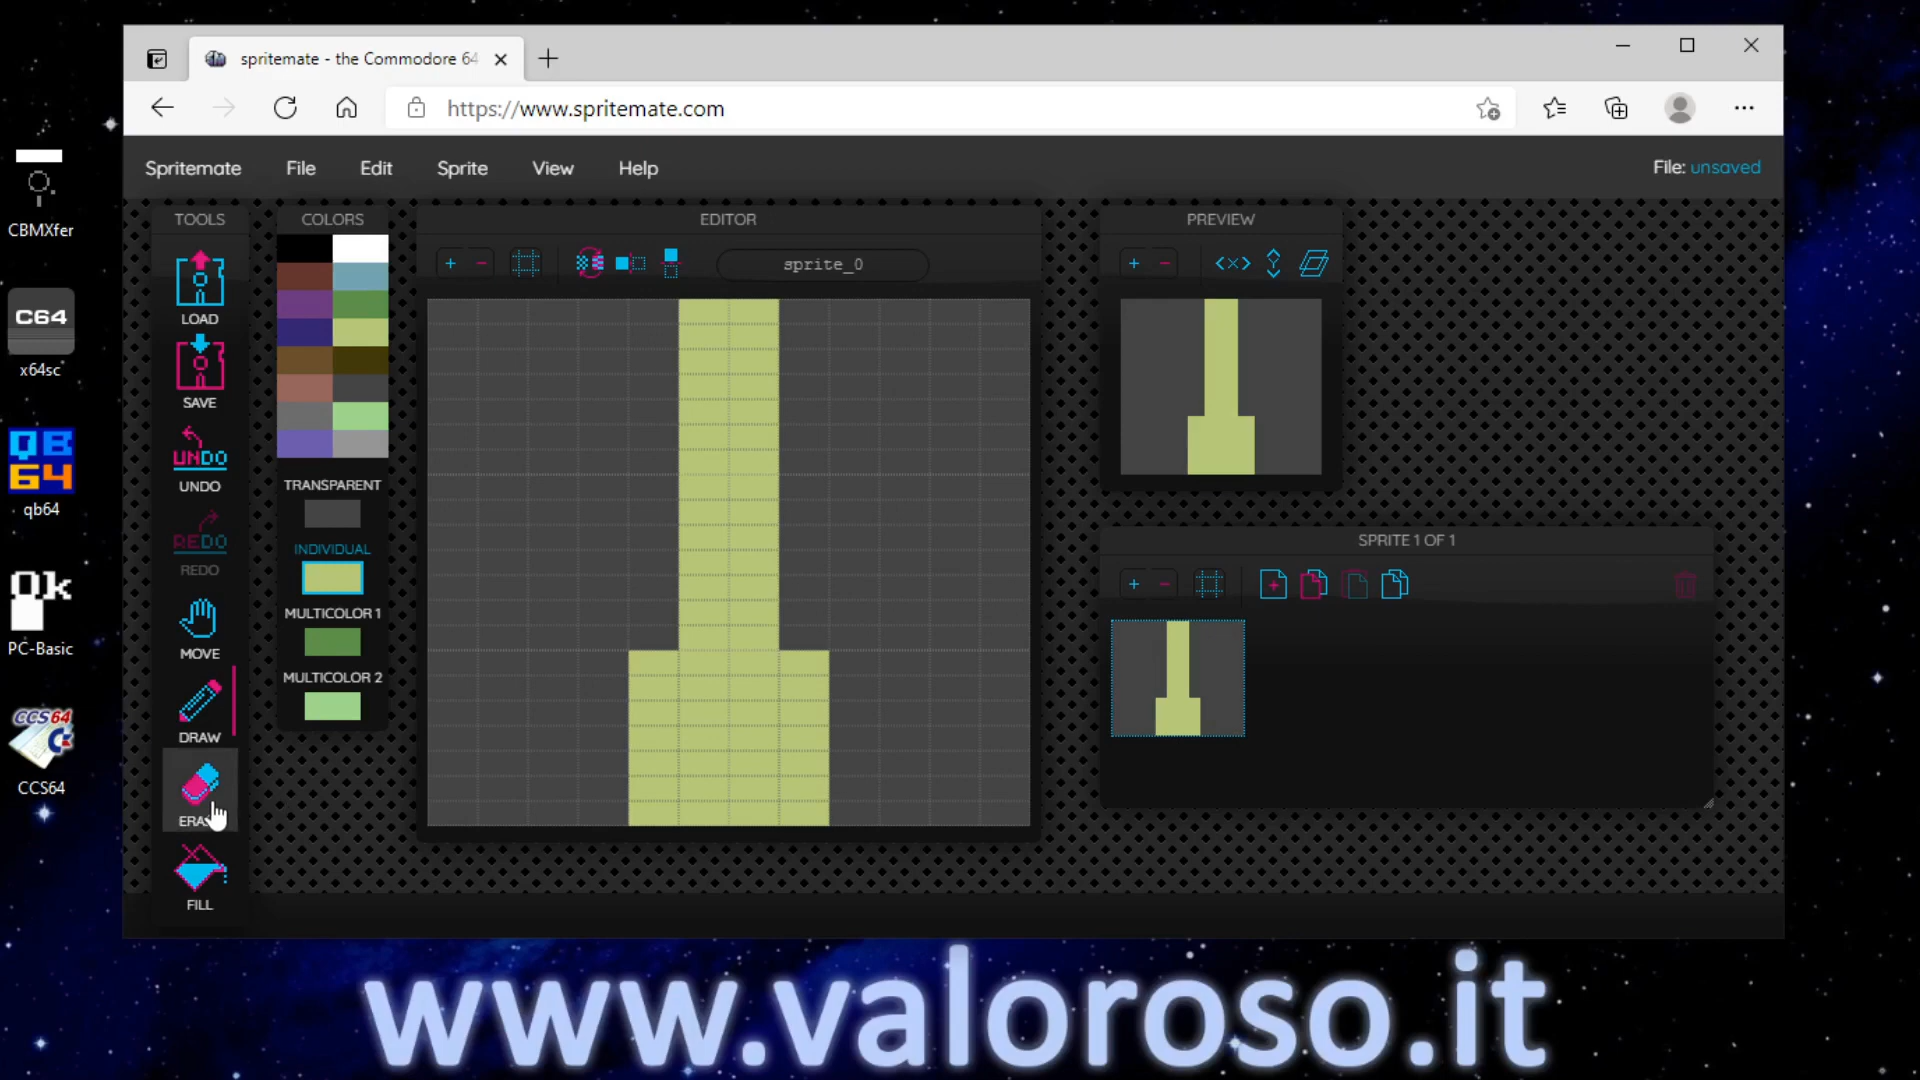 spritemate - the Commodore 64
https://www.spritemate.com
Spritemate File Edit Sprite View Help
File: unsaved
TOOLS
COLORS
EDITOR
PREVIEW
sprite_0
LOAD
SAVE
UNDO
UNDO
REDO
REDO
MOVE
DRAW
FILL
TRANSPARENT
INDIVIDUAL
MULTICOLOR 1
MULTICOLOR 2
SPRITE 1 OF 1
CBMXfer
C64
x64sc
QB
64
qb64
Ok
PC-Basic
CCS64
CCS64
www.valoroso.it